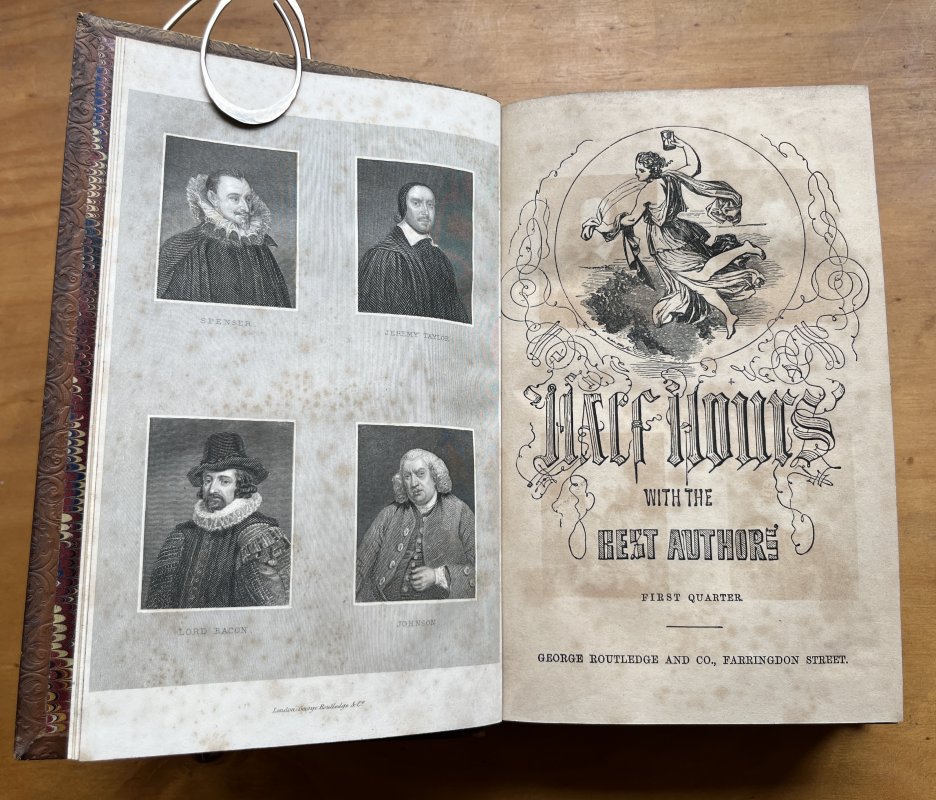 SPENSER.
JEREMY TAYLOR
LORD BACON.
JOHNSON
London: George Routledge & Co.
HALF HOURS
WITH THE
BEST AUTHORS,
FIRST QUARTER.
GEORGE ROUTLEDGE AND CO., FARRINGDON STREET.